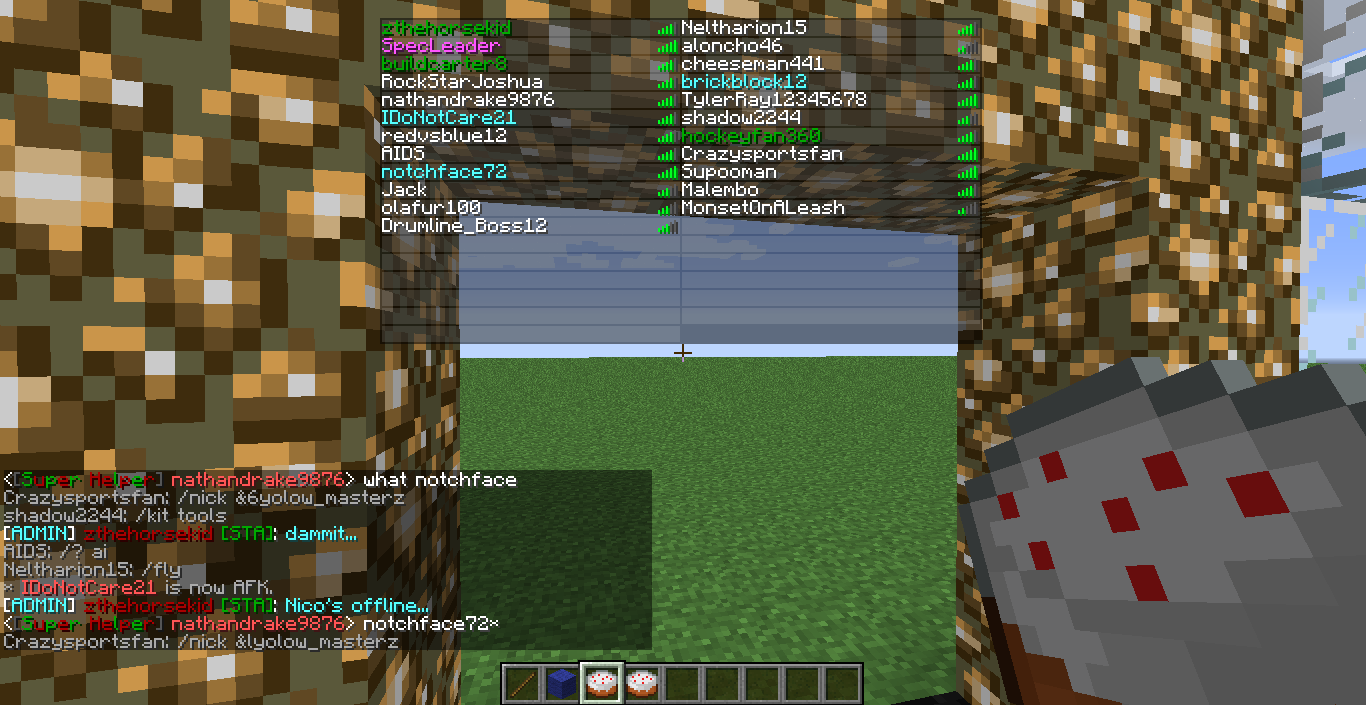 zthehorsekid
SpecLeader
buildcarter8
RockStarJoshua
nathandrake9876
IDoNotCare21
redvsblue12
AIDS
notchface72
Jack
olafur100
Drumline_Boss12
Neltharion15
aloncho46
cheeseman441
brickblock12
TylerRay12345678
shadow2244
hockeyfan360
Crazysportsfan
Sypooman
Malembo
MonsetOnALeash
<[Super Helper] nathandrake9876> what notchface
Crazysportsfan: /nick &6yolow_masterz
shadow2244: /kit tools
[ADMIN] zthehorsekid [STA]: dammit...
AIDS: /? ai
Neltharion15: /fly
* IDoNotCare21 is now AFK.
[ADMIN] zthehorsekid [STA]: Nico's offline...
<[Super Helper] nathandrake9876> notchface72*
Crazysportsfan: /nick &lyolow_masterz